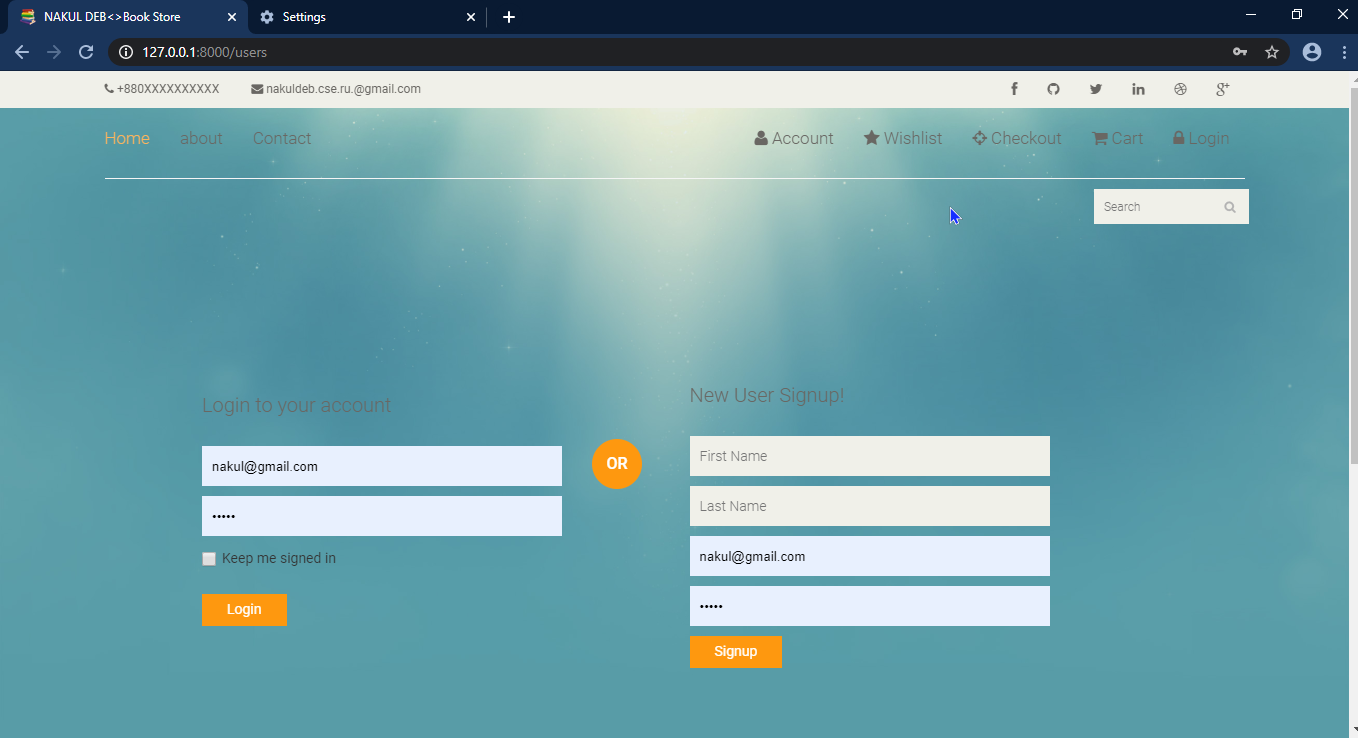 NAKUL DEB<>Book Store
Settings
127.0.0.1:8000/users
+880XXXXXXXXXX nakuldeb.cse.ru.@gmail.com
Home about Contact Account Wishlist Checkout Cart Login
Search
Login to your account
nakul@gmail.com
•••••
Keep me signed in
Login
OR
New User Signup!
First Name
Last Name
nakul@gmail.com
•••••
Signup